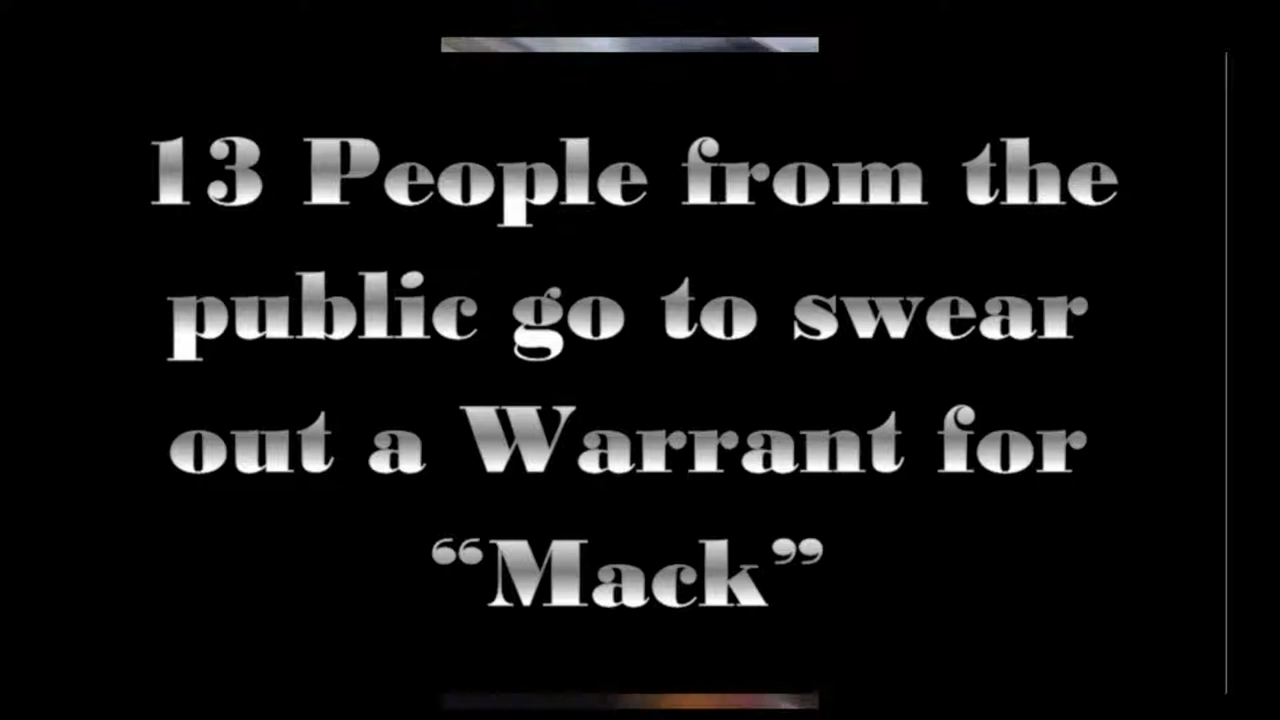 13 People from the
public go to swear
out a Warrant for
“Mack”